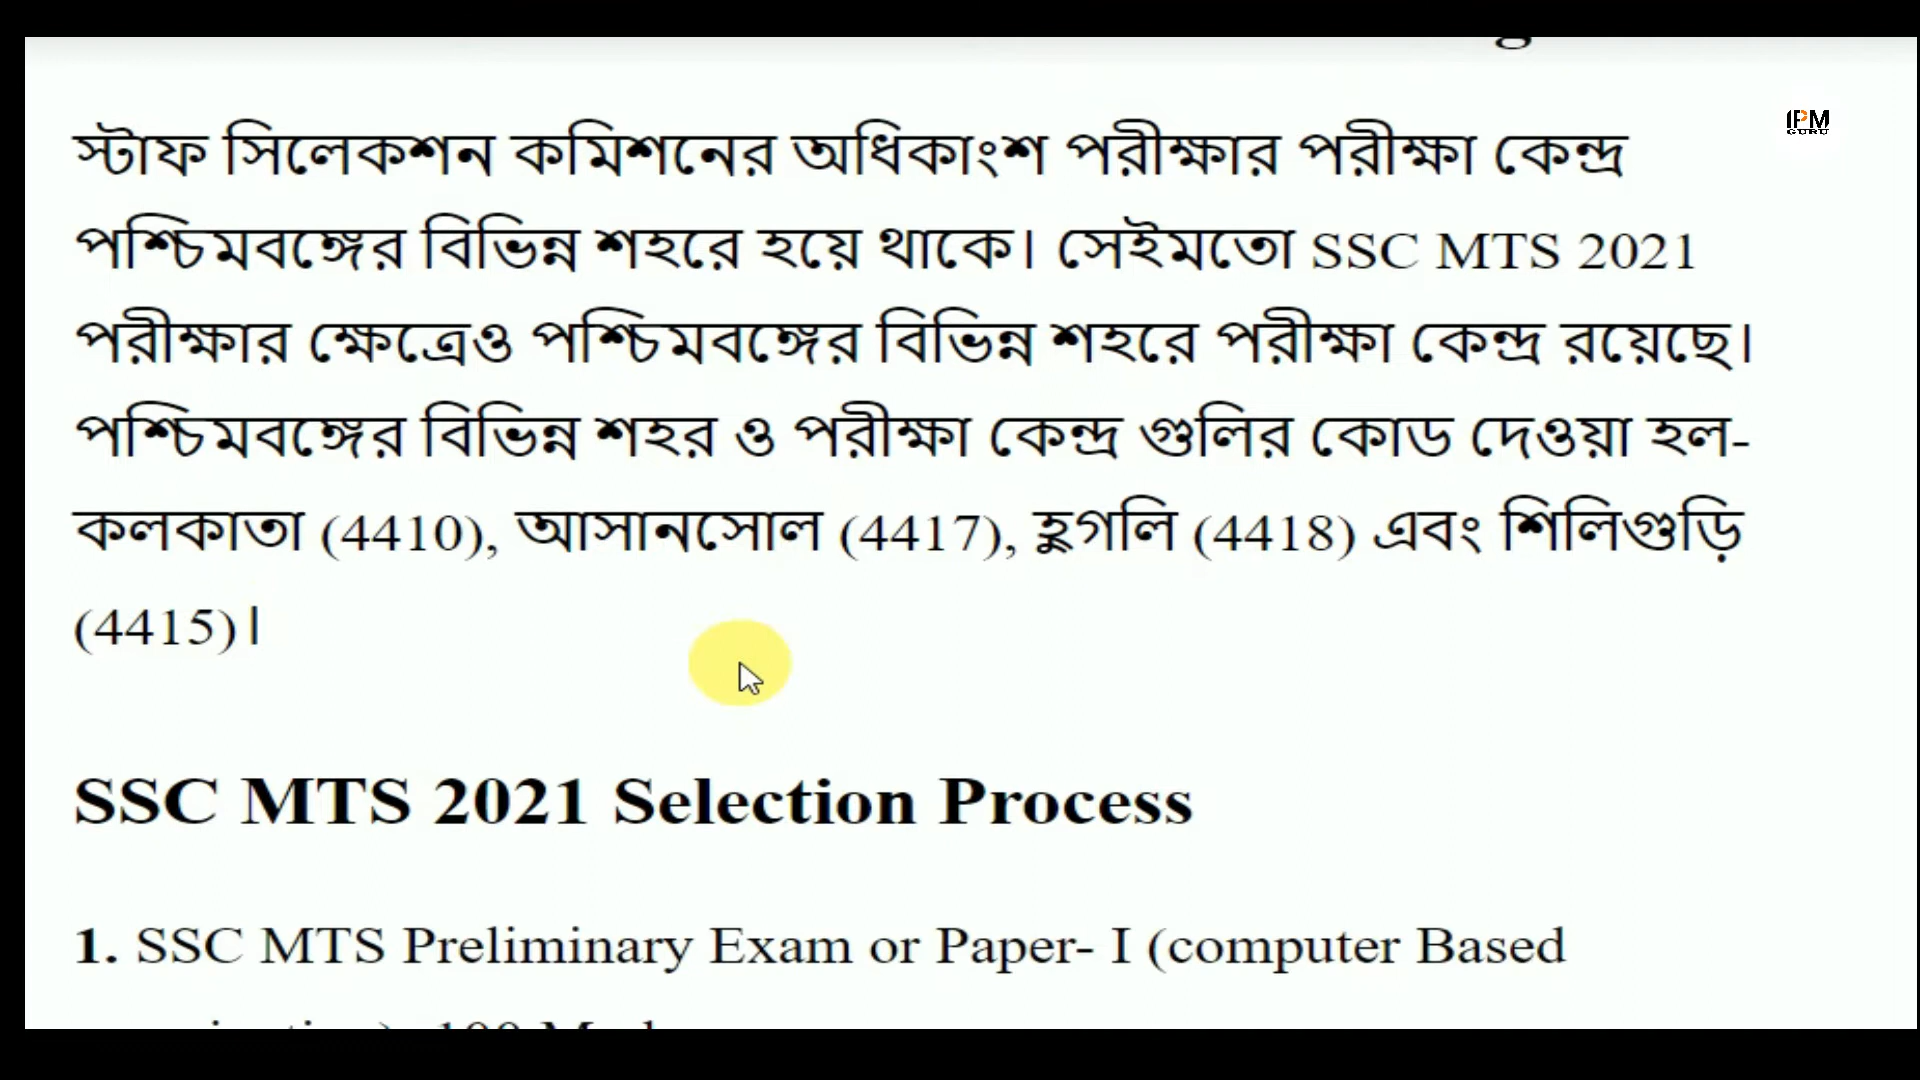 IPM
GURU
স্টাফ সিলেকশন কমিশনের অধিকাংশ পরীক্ষার পরীক্ষা কেন্দ্র
পশ্চিমবঙ্গের বিভিন্ন শহরে হয়ে থাকে। সেইমতো SSC MTS 2021
পরীক্ষার ক্ষেত্রেও পশ্চিমবঙ্গের বিভিন্ন শহরে পরীক্ষা কেন্দ্র রয়েছে।
পশ্চিমবঙ্গের বিভিন্ন শহর ও পরীক্ষা কেন্দ্র গুলির কোড দেওয়া হল-
কলকাতা (4410), আসানসোল (4417), হুগলি (4418) এবং শিলিগুড়ি
(4415)।
SSC MTS 2021 Selection Process
1. SSC MTS Preliminary Exam or Paper- I (computer Based